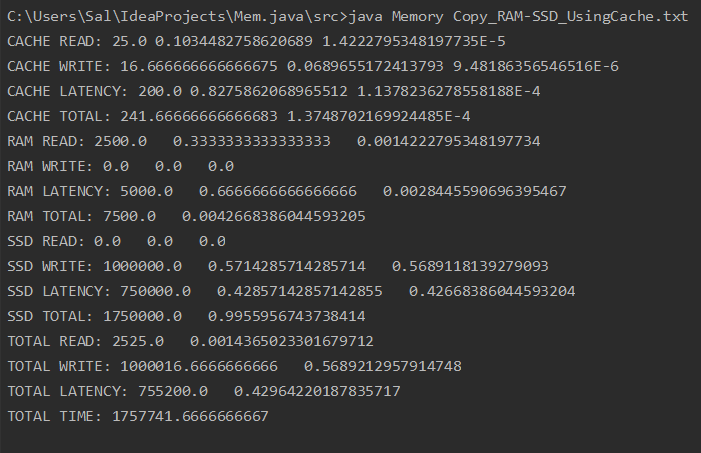 C:\Users\Sal\IdeaProjects\Mem.java\src>java Memory Copy_RAM-SSD_UsingCache.txt
CACHE READ: 25.0 0.1034482758620689 1.4222795348197735E-5
CACHE WRITE: 16.666666666666675 0.0689655172413793 9.48186356546516E-6
CACHE LATENCY: 200.0 0.8275862068965512 1.1378236278558188E-4
CACHE TOTAL: 241.66666666666683 1.3748702169924485E-4
RAM READ: 2500.0   0.3333333333333333   0.0014222795348197734
RAM WRITE: 0.0   0.0   0.0
RAM LATENCY: 5000.0   0.6666666666666666   0.0028445590696395467
RAM TOTAL: 7500.0   0.0042668386044593205
SSD READ: 0.0   0.0   0.0
SSD WRITE: 1000000.0   0.5714285714285714   0.5689118139279093
SSD LATENCY: 750000.0   0.42857142857142855   0.42668386044593204
SSD TOTAL: 1750000.0   0.9955956743738414
TOTAL READ: 2525.0   0.0014365023301679712
TOTAL WRITE: 1000016.6666666666   0.5689212957914748
TOTAL LATENCY: 755200.0   0.42964220187835717
TOTAL TIME: 1757741.6666666667